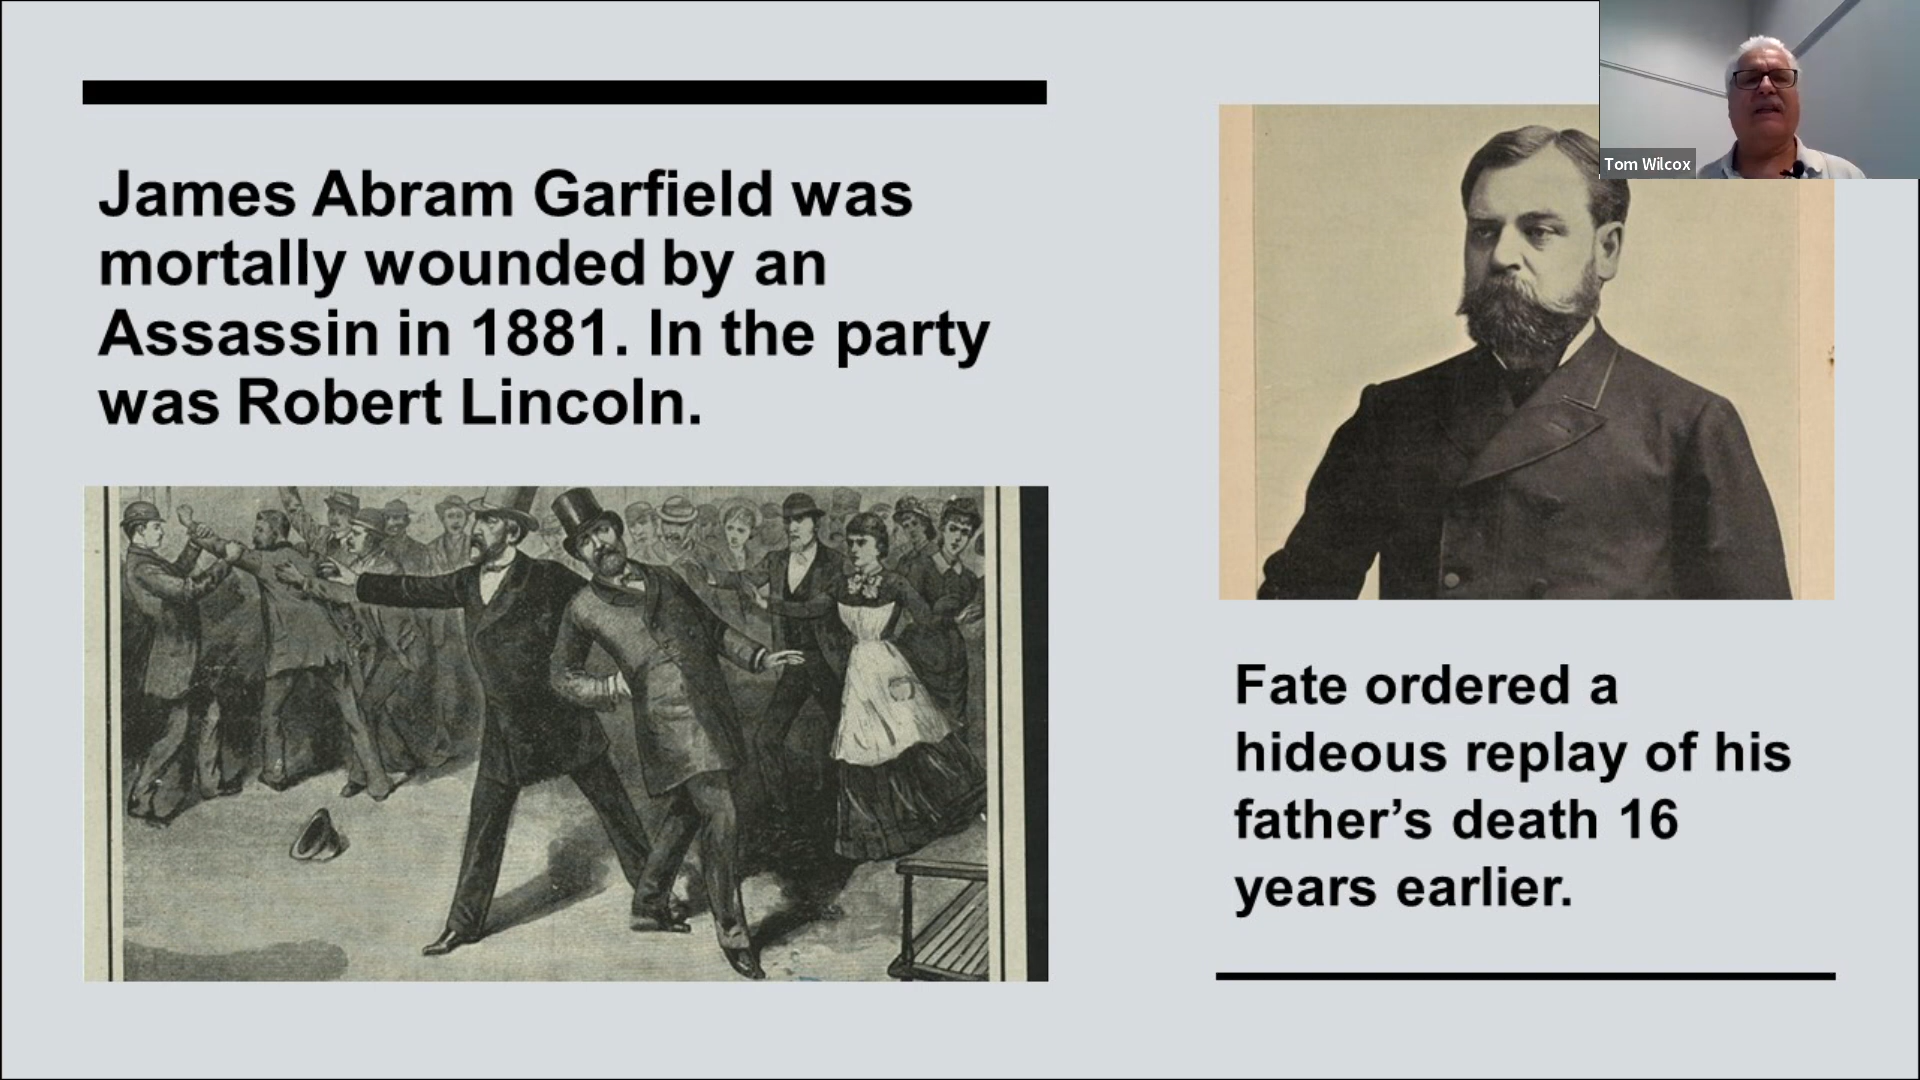 James Abram Garfield was
mortally wounded by an
Assassin in 1881. In the party
was Robert Lincoln.
Tom Wilcox
Fate ordered a
hideous replay of his
father’s death 16
years earlier.